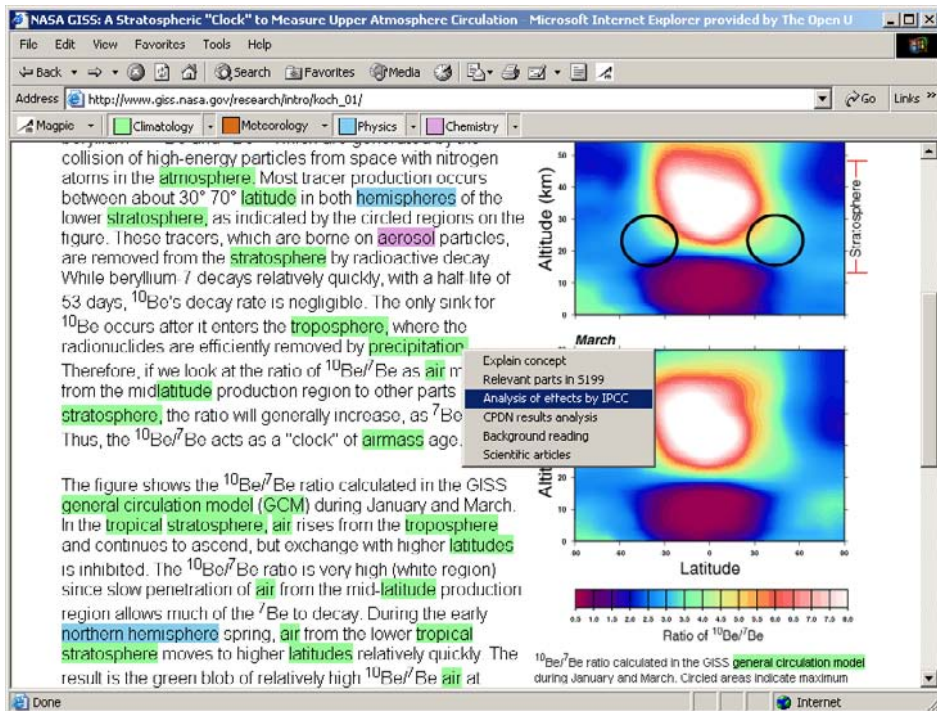 NASA GISS: A Stratospheric "Clock" to Measure Upper Atmosphere Circulation - Microsoft Internet Explorer provided by The Open U
File Edit View Favorites Tools Help
Back Search Favorites Media
Address http://www.giss.nasa.gov/research/intro/koch_01/ Go Links »
Magpie Climatology Meteorology Physics Chemistry
collision of high-energy particles from space with nitrogen
atoms in the atmosphere. Most tracer production occurs
between about 30° 70° latitude in both hemispheres of the
lower stratosphere, as indicated by the circled regions on the
figure. These tracers, which are borne on aerosol particles,
are removed from the stratosphere by radioactive decay.
While beryllium-7 decays relatively quickly, with a half-life of
53 days, ¹⁰Be's decay rate is negligible. The only sink for
¹⁰Be occurs after it enters the troposphere, where the
radionuclides are efficiently removed by precipitation
Therefore, if we look at the ratio of ¹⁰Be/⁷Be as air m
from the midlatitude production region to other parts
stratosphere, the ratio will generally increase, as ⁷Be
Thus, the ¹⁰Be/⁷Be acts as a "clock" of airmass age.
The figure shows the ¹⁰Be/⁷Be ratio calculated in the GISS
general circulation model (GCM) during January and March.
In the tropical stratosphere, air rises from the troposphere
and continues to ascend, but exchange with higher latitudes
is inhibited. The ¹⁰Be/⁷Be ratio is very high (white region)
since slow penetration of air from the mid-latitude production
region allows much of the ⁷Be to decay. During the early
northern hemisphere spring, air from the lower tropical
stratosphere moves to higher latitudes relatively quickly. The
result is the green blob of relatively high ¹⁰Be/⁷Be air at
Explain concept
Relevant parts in S199
Analysis of effects by IPCC
CPDN results analysis
Background reading
Scientific articles
Altitude (km)
50
40
30
20
10
0
Stratosphere
March
Altit
30
20
10
0
60 30 0 30 60 90
Latitude
0.5 1.0 1.5 2.0 2.5 3.0 3.5 4.0 4.5 5.0 5.5 6.0 6.5 7.0 7.5 8.0
Ratio of ¹⁰Be/⁷Be
¹⁰Be/⁷Be ratio calculated in the GISS general circulation model
during January and March. Circled areas indicate maximum
Done Internet